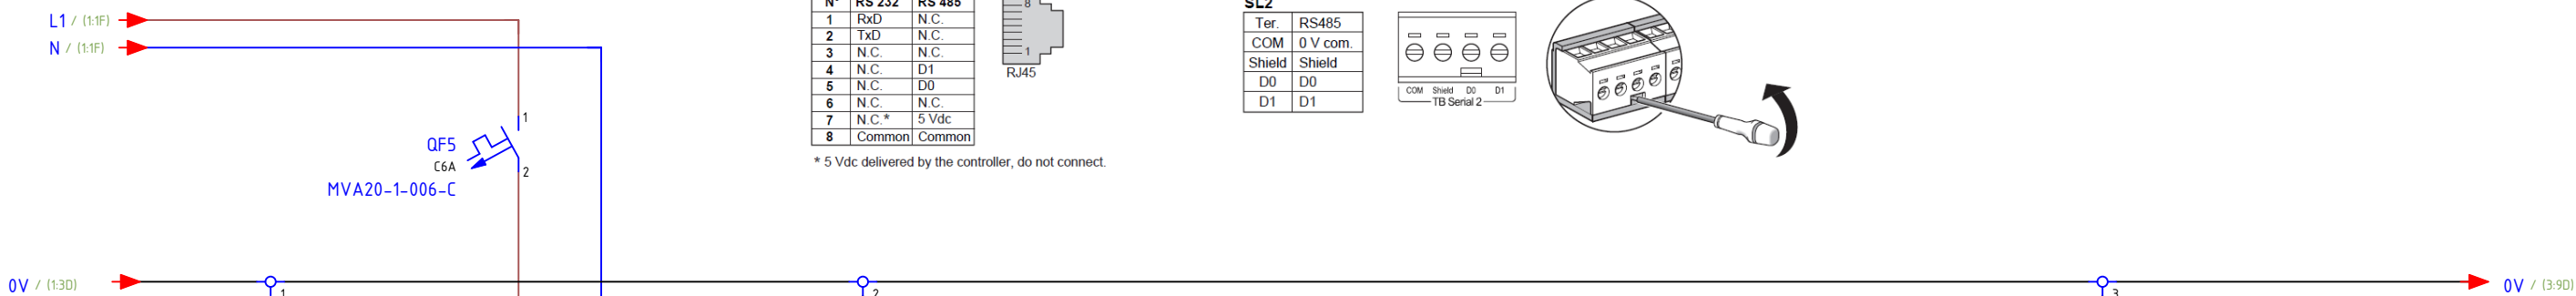 L1 / (1:1F)
N / (1:1F)
1
QF5
C6A
2
MVA20-1-006-C
N° RS 232 RS 485
1 RxD N.C.
2 TxD N.C.
3 N.C. N.C.
4 N.C. D1
5 N.C. D0
6 N.C. N.C.
7 N.C.* 5 Vdc
8 Common Common
* 5 Vdc delivered by the controller, do not connect.
8
1
RJ45
SL2
Ter. RS485
COM 0 V com.
Shield Shield
D0 D0
D1 D1
COM Shield D0 D1
TB Serial 2
0V / (1:3D)
1
2
3
0V / (3:9D)